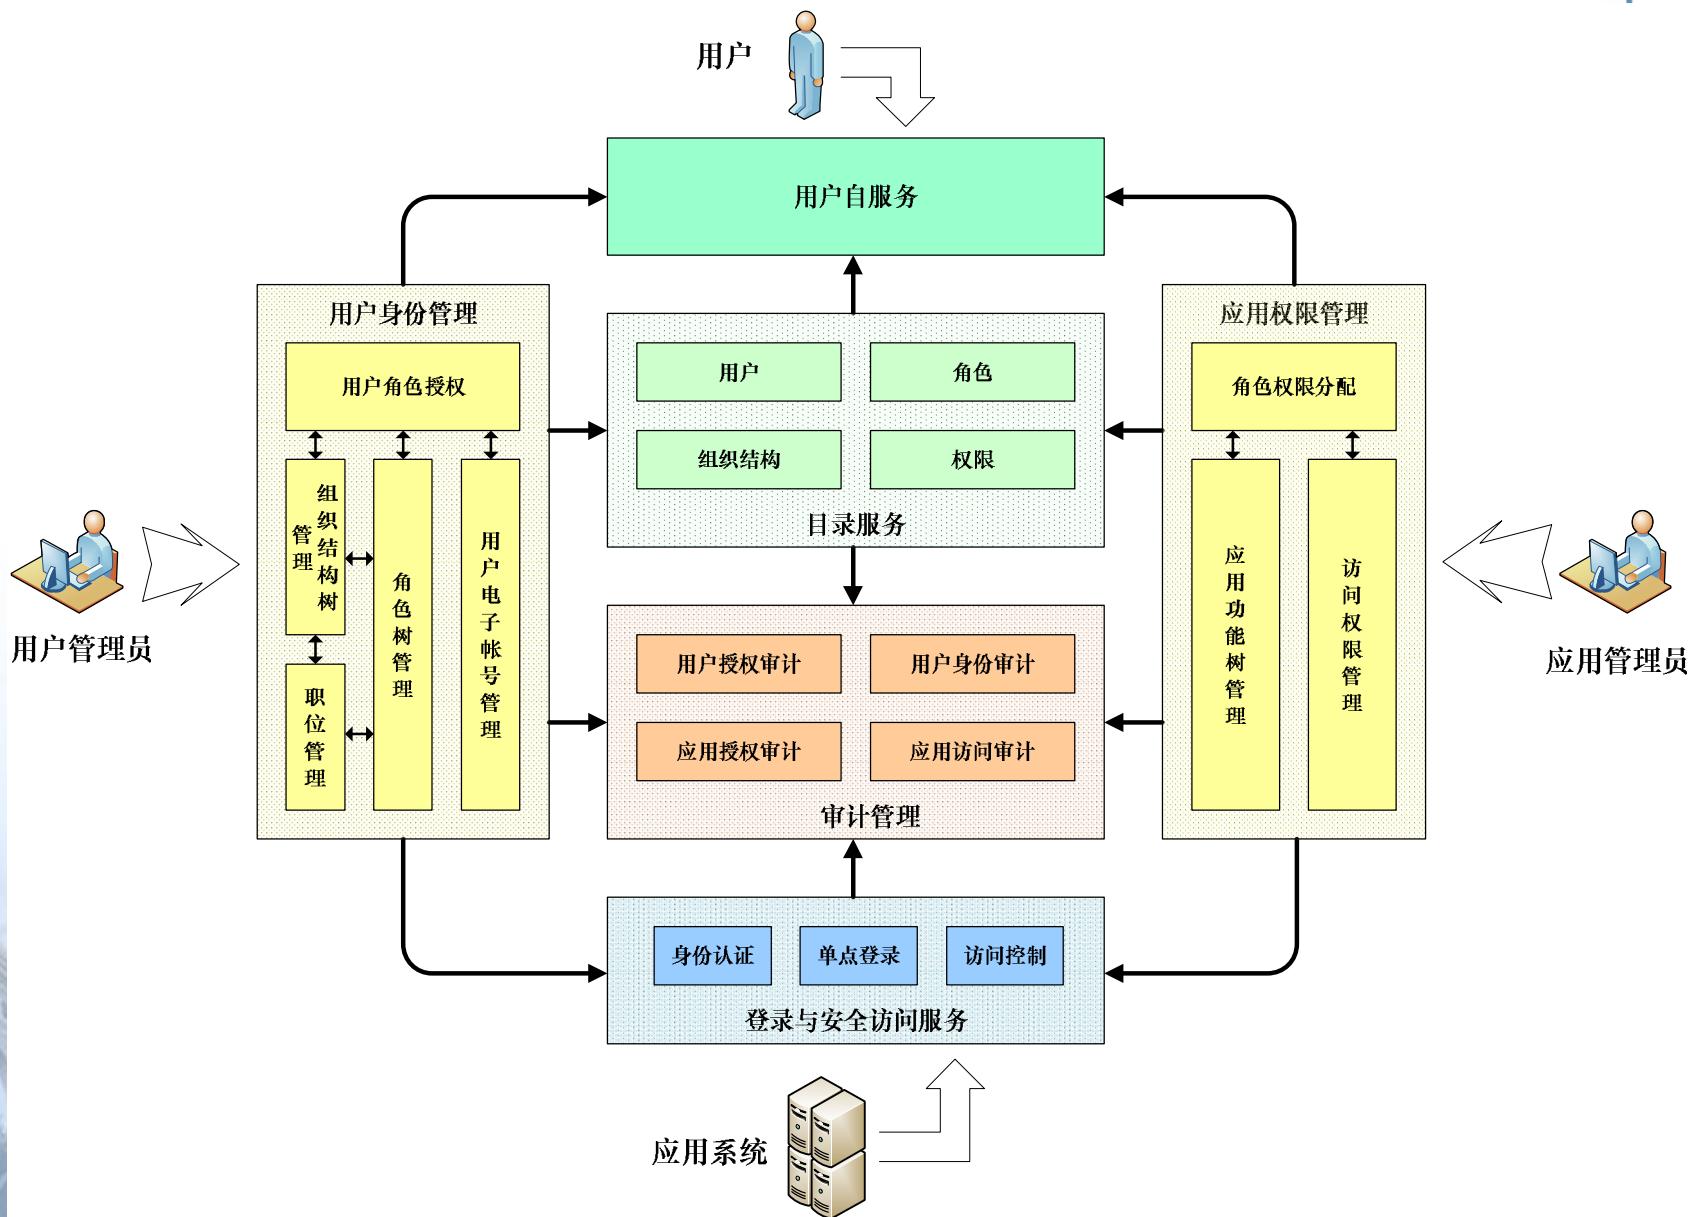 用户
用户自服务
用户身份管理
用户角色授权
组织结构树
管理
角色树管理
用户电子帐号管理
职位管理
用户
角色
组织结构
权限
目录服务
用户授权审计
用户身份审计
应用授权审计
应用访问审计
审计管理
应用权限管理
角色权限分配
应用功能树管理
访问权限管理
用户管理员
应用管理员
身份认证
单点登录
访问控制
登录与安全访问服务
应用系统